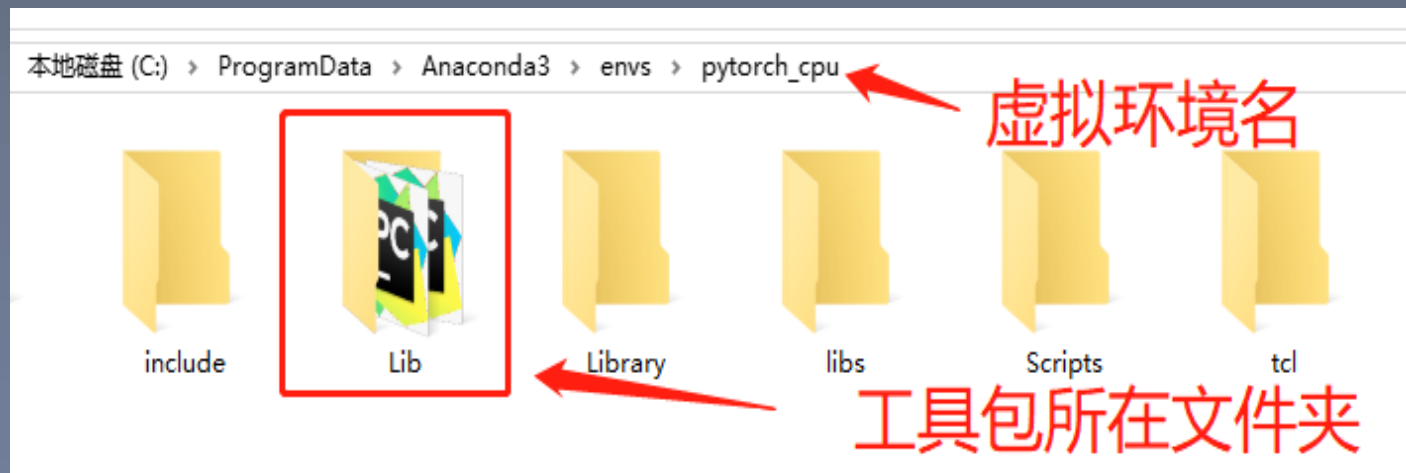 本地磁盘 (C:) › ProgramData › Anaconda3 › envs › pytorch_cpu
虚拟环境名
PC C
include Lib Library libs Scripts tcl
工具包所在文件夹